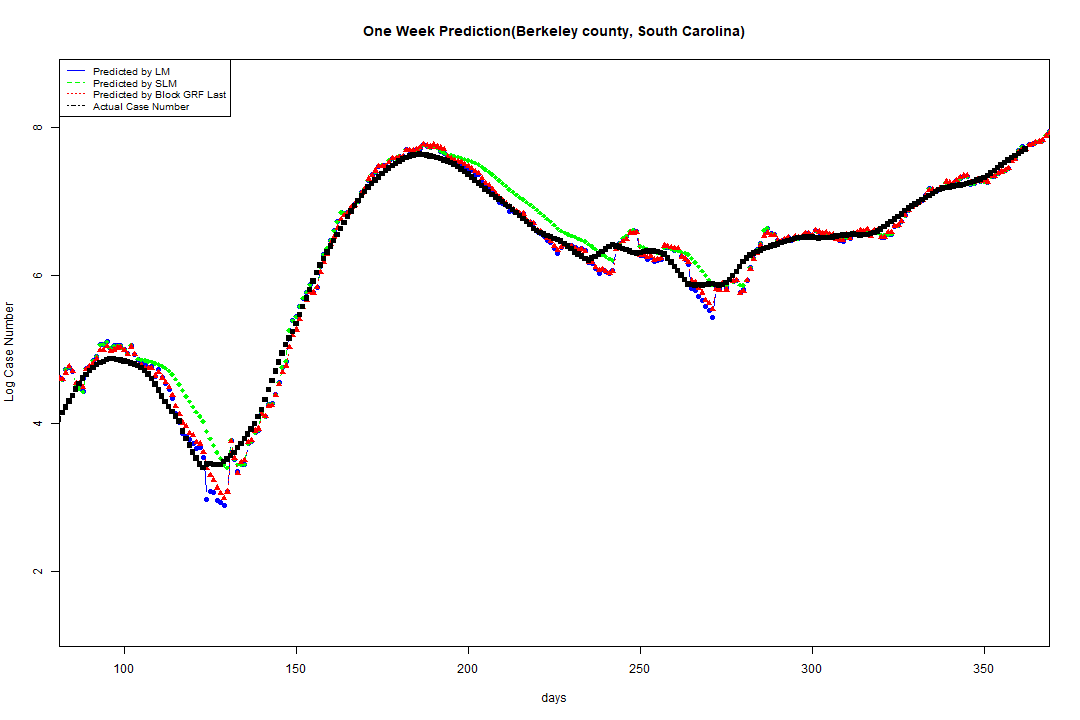 One Week Prediction(Berkeley county, South Carolina)
Predicted by LM
Predicted by SLM
Predicted by Block GRF Last
Actual Case Number
8
6
4
2
Log Case Number
100 150 200 250 300 350
days